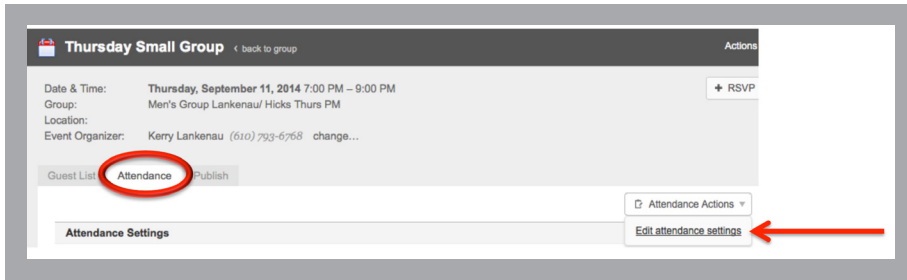 Thursday Small Group ‹ back to group
Actions
Date & Time: Thursday, September 11, 2014 7:00 PM – 9:00 PM
+ RSVP
Group: Men's Group Lankenau/ Hicks Thurs PM
Location:
Event Organizer: Kerry Lankenau (610) 793-6768 change...
Guest List Attendance Publish
Attendance Actions
Attendance Settings
Edit attendance settings